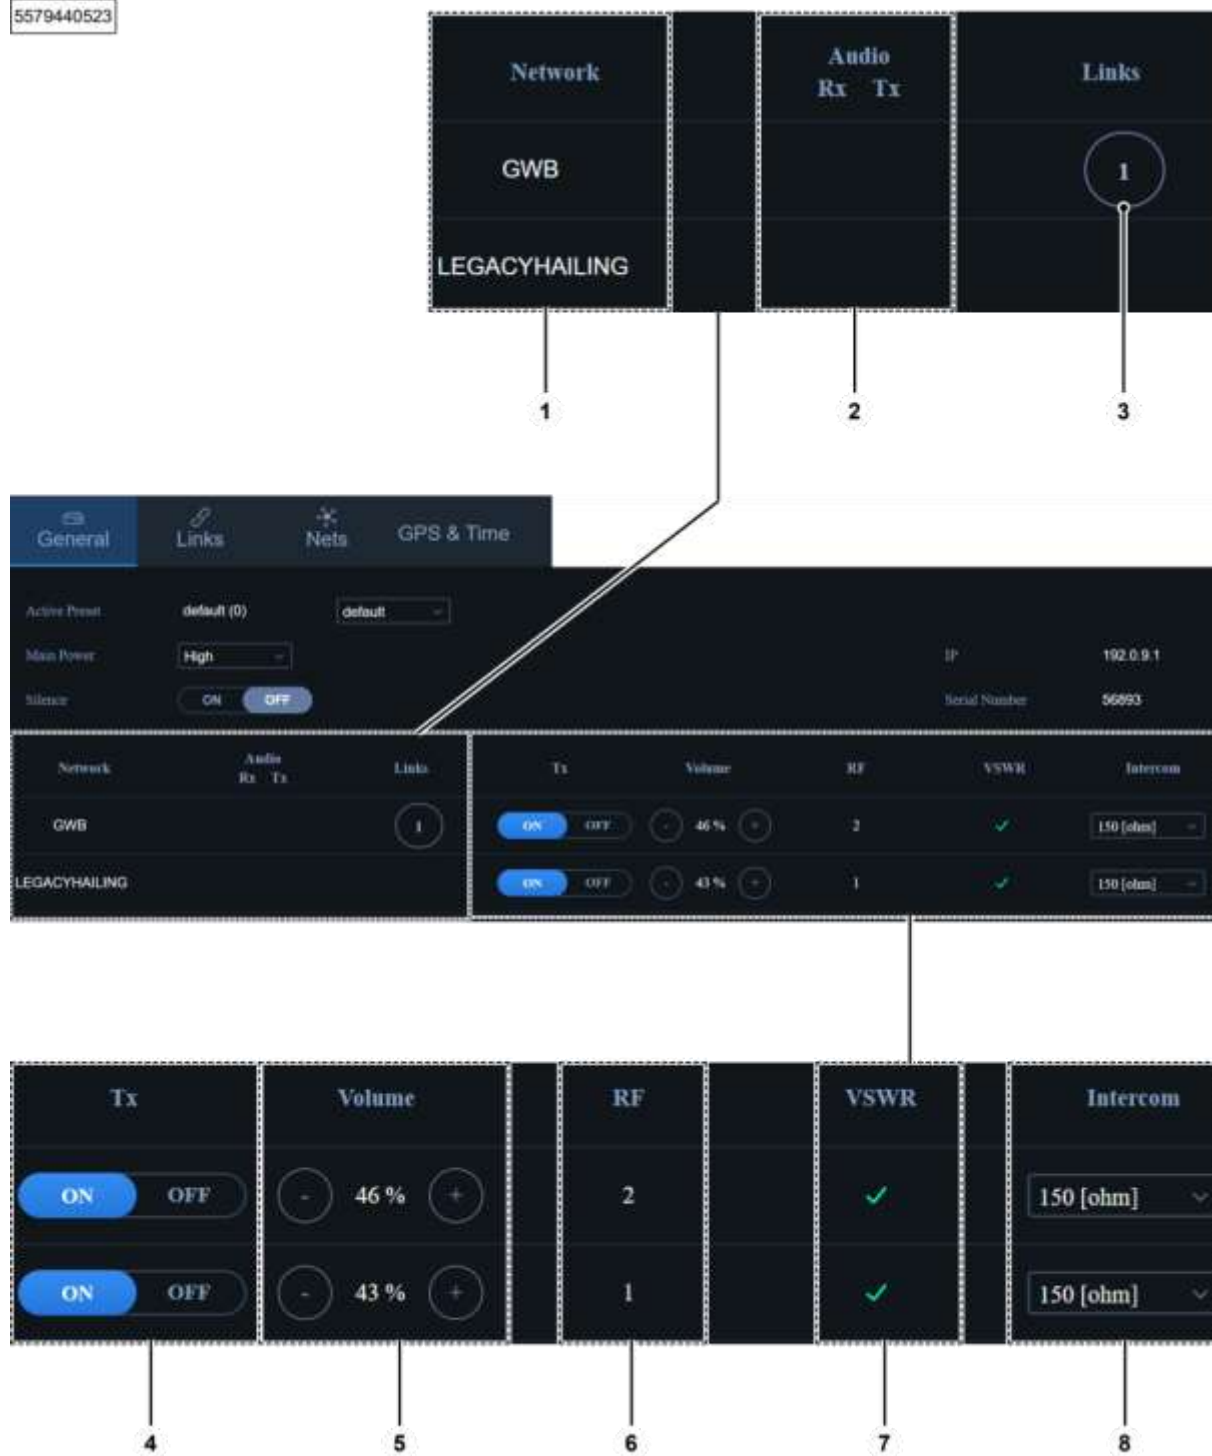 5579440523
Network Audio Links
Rx Tx
GWB 1
LEGACYHAILING
1 2 3
General Links Nets GPS & Time
Active Preset default (0) default
Main Power High IP 192.0.9.1
Silence ON OFF Serial Number 56893
Network Audio Links Tx Volume RF VSWR Intercom
Rx Tx
GWB 1 ON OFF - 46 % + 2 150 [ohm]
LEGACYHAILING ON OFF - 43 % + 1 150 [ohm]
Tx Volume RF VSWR Intercom
ON OFF - 46 % + 2 150 [ohm]
ON OFF - 43 % + 1 150 [ohm]
4 5 6 7 8